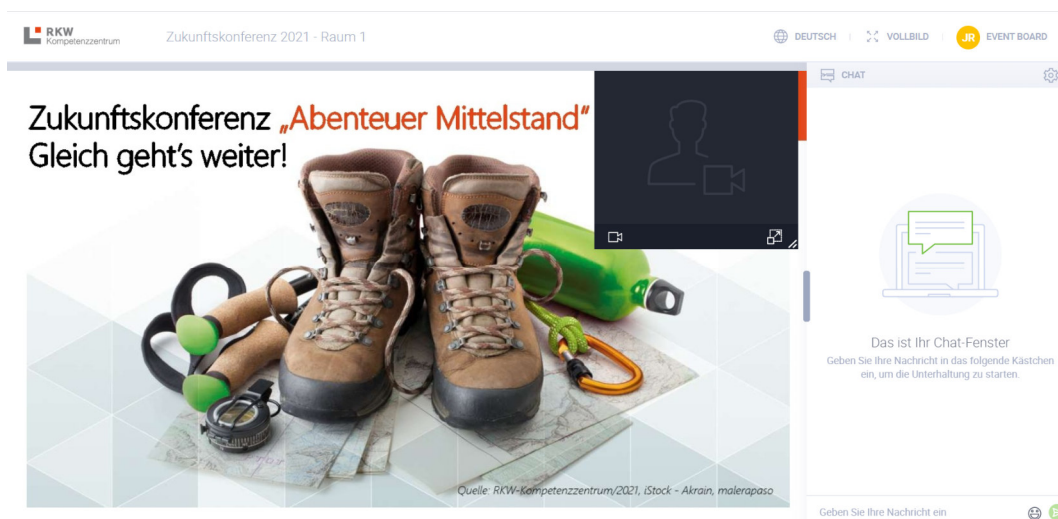 RKW
Kompetenzzentrum
Zukunftskonferenz 2021 - Raum 1
DEUTSCH
VOLLBILD
JR
EVENT BOARD
Zukunftskonferenz „Abenteuer Mittelstand“
Gleich geht's weiter!
Quelle: RKW-Kompetenzzentrum/2021, iStock - Akrain, malerapaso
CHAT
Das ist Ihr Chat-Fenster
Geben Sie Ihre Nachricht in das folgende Kästchen
ein, um die Unterhaltung zu starten.
Geben Sie Ihre Nachricht ein